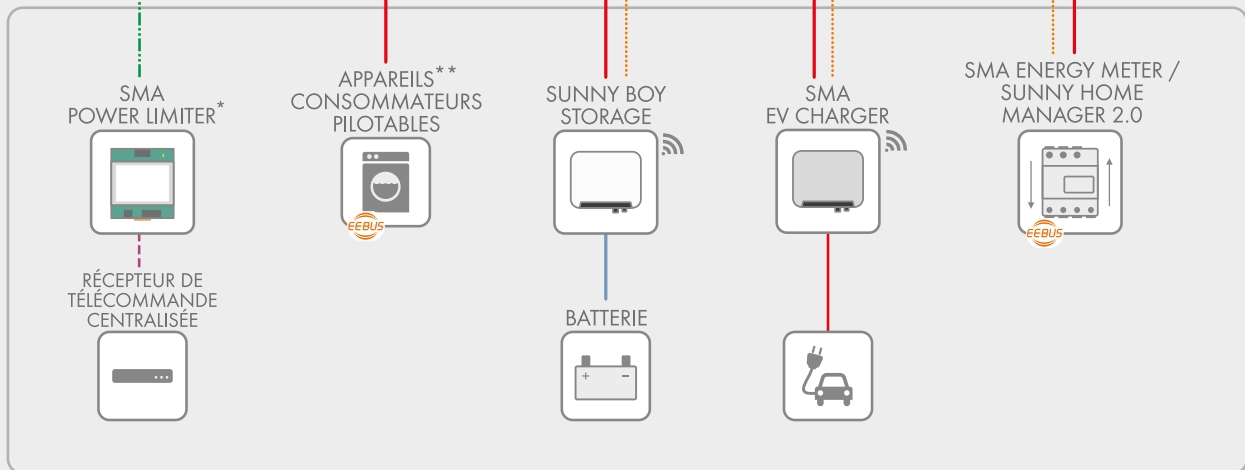 SMA
POWER LIMITER*
APPAREILS**
CONSOMMATEURS
PILOTABLES
EEBUS
SUNNY BOY
STORAGE
SMA
EV CHARGER
SMA ENERGY METER /
SUNNY HOME
MANAGER 2.0
EEBUS
RÉCEPTEUR DE
TÉLÉCOMMANDE
CENTRALISÉE
BATTERIE
+ −